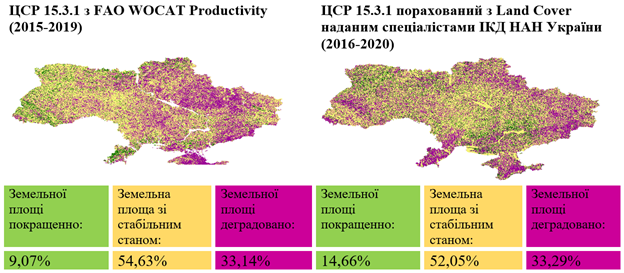 ЦСР 15.3.1 з FAO WOCAT Productivity
(2015-2019)
ЦСР 15.3.1 порахований з Land Cover
наданим спеціалістами ІКД НАН України
(2016-2020)
Земельної
площі
покращенно:
Земельна
площа зі
стабільним
станом:
Земельної
площі
деградовано:
9,07%
54,63%
33,14%
Земельної
площі
покращенно:
Земельна
площа зі
стабільним
станом:
Земельної
площі
деградовано:
14,66%
52,05%
33,29%